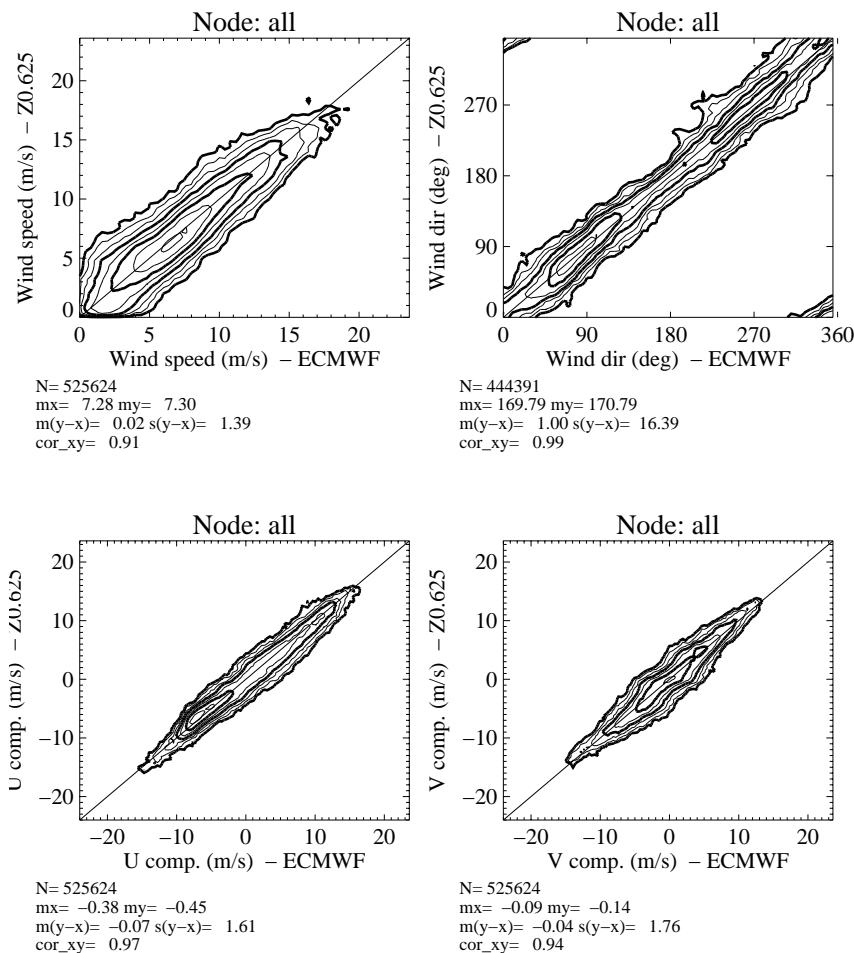 Node: all
Wind speed (m/s) − Z0.625
20
15
10
5
0
0 5 10 15 20
Wind speed (m/s) − ECMWF
N= 525624
mx= 7.28 my= 7.30
m(y−x)= 0.02 s(y−x)= 1.39
cor_xy= 0.91
Node: all
Wind dir (deg) − Z0.625
270
180
90
0
0 90 180 270 360
Wind dir (deg) − ECMWF
N= 444391
mx= 169.79 my= 170.79
m(y−x)= 1.00 s(y−x)= 16.39
cor_xy= 0.99
Node: all
U comp. (m/s) − Z0.625
20
10
0
−10
−20
−20 −10 0 10 20
U comp. (m/s) − ECMWF
N= 525624
mx= −0.38 my= −0.45
m(y−x)= −0.07 s(y−x)= 1.61
cor_xy= 0.97
Node: all
V comp. (m/s) − Z0.625
20
10
0
−10
−20
−20 −10 0 10 20
V comp. (m/s) − ECMWF
N= 525624
mx= −0.09 my= −0.14
m(y−x)= −0.04 s(y−x)= 1.76
cor_xy= 0.94